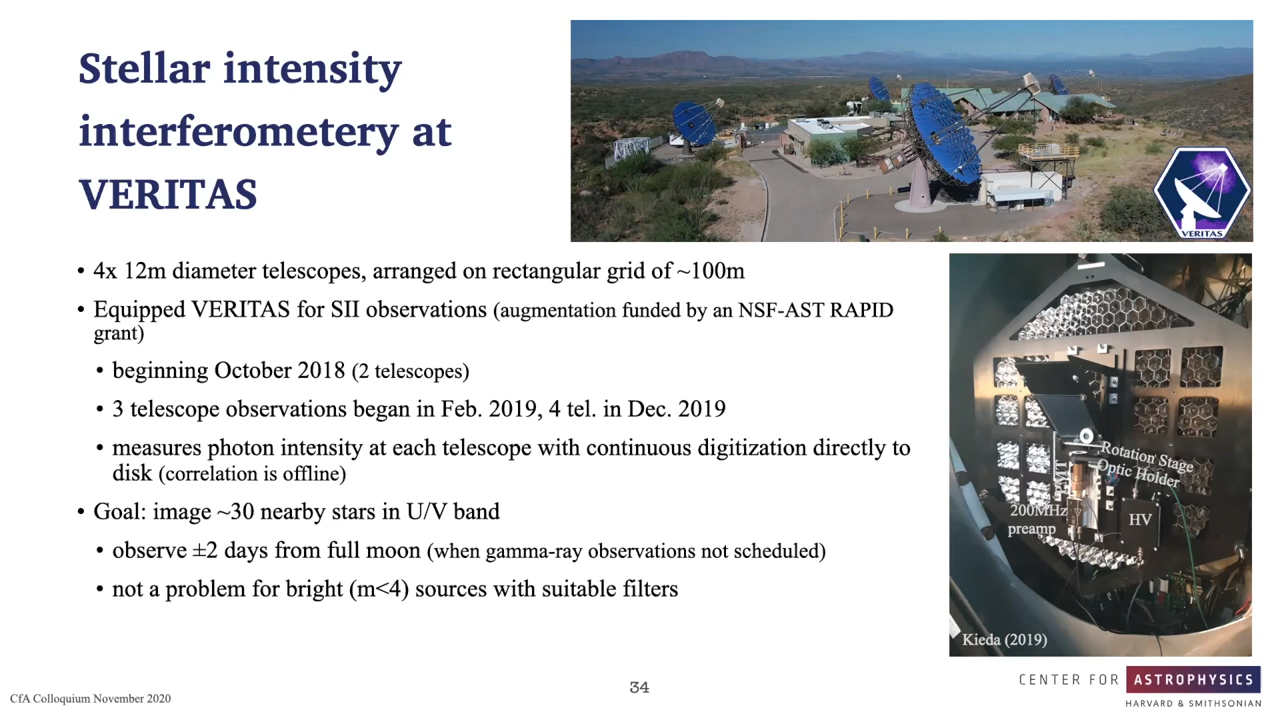 Stellar intensity
interferometery at
VERITAS
VERITAS
• 4x 12m diameter telescopes, arranged on rectangular grid of ~100m
• Equipped VERITAS for SII observations (augmentation funded by an NSF-AST RAPID
grant)
• beginning October 2018 (2 telescopes)
• 3 telescope observations began in Feb. 2019, 4 tel. in Dec. 2019
• measures photon intensity at each telescope with continuous digitization directly to
disk (correlation is offline)
• Goal: image ~30 nearby stars in U/V band
• observe ±2 days from full moon (when gamma-ray observations not scheduled)
• not a problem for bright (m<4) sources with suitable filters
Rotation Stage
Optic Holder
PMT
200MHz
preamp
HV
Kieda (2019)
CfA Colloquium November 2020
34
CENTER FOR ASTROPHYSICS
HARVARD & SMITHSONIAN